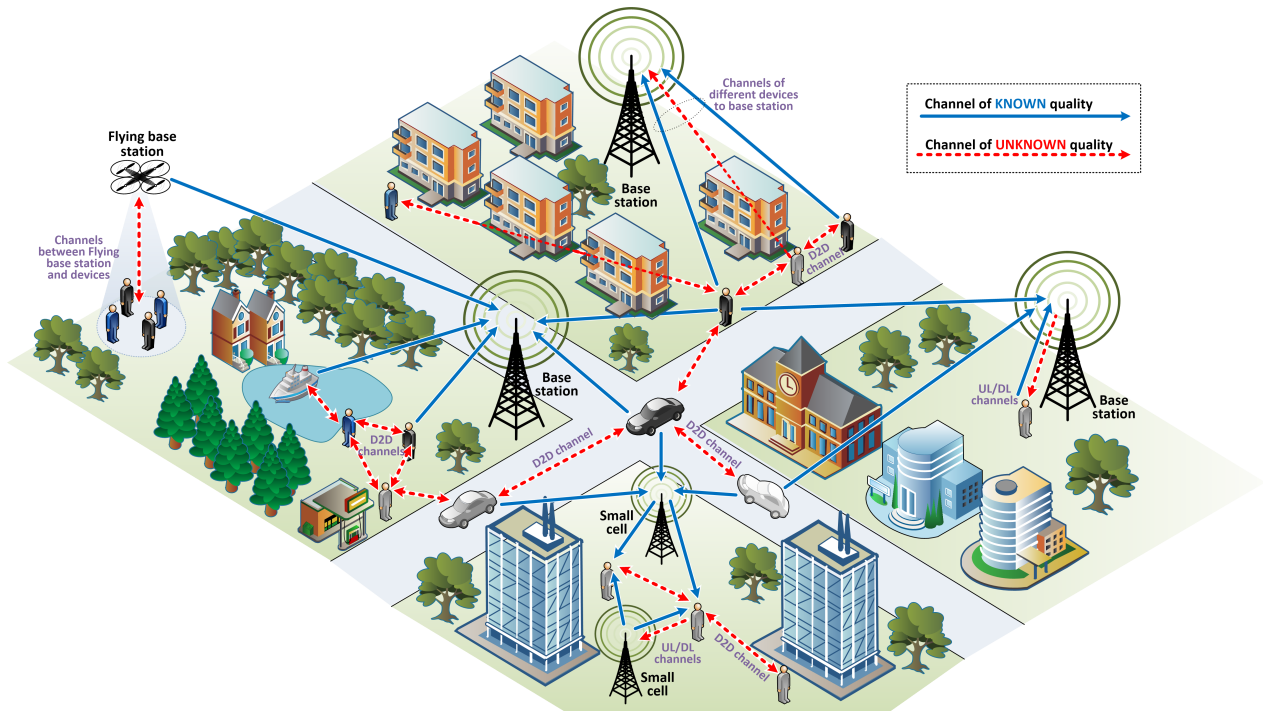 Channels of
different devices
to base station
Channel of KNOWN quality
Channel of UNKNOWN quality
Flying base
station
Base
station
Channels
between Flying
base station
and devices
D2D
channel
UL/DL
channels
Base
station
Base
station
D2D
channels
D2D channel
D2D channel
Small
cell
UL/DL
channels
D2D channel
Small
cell